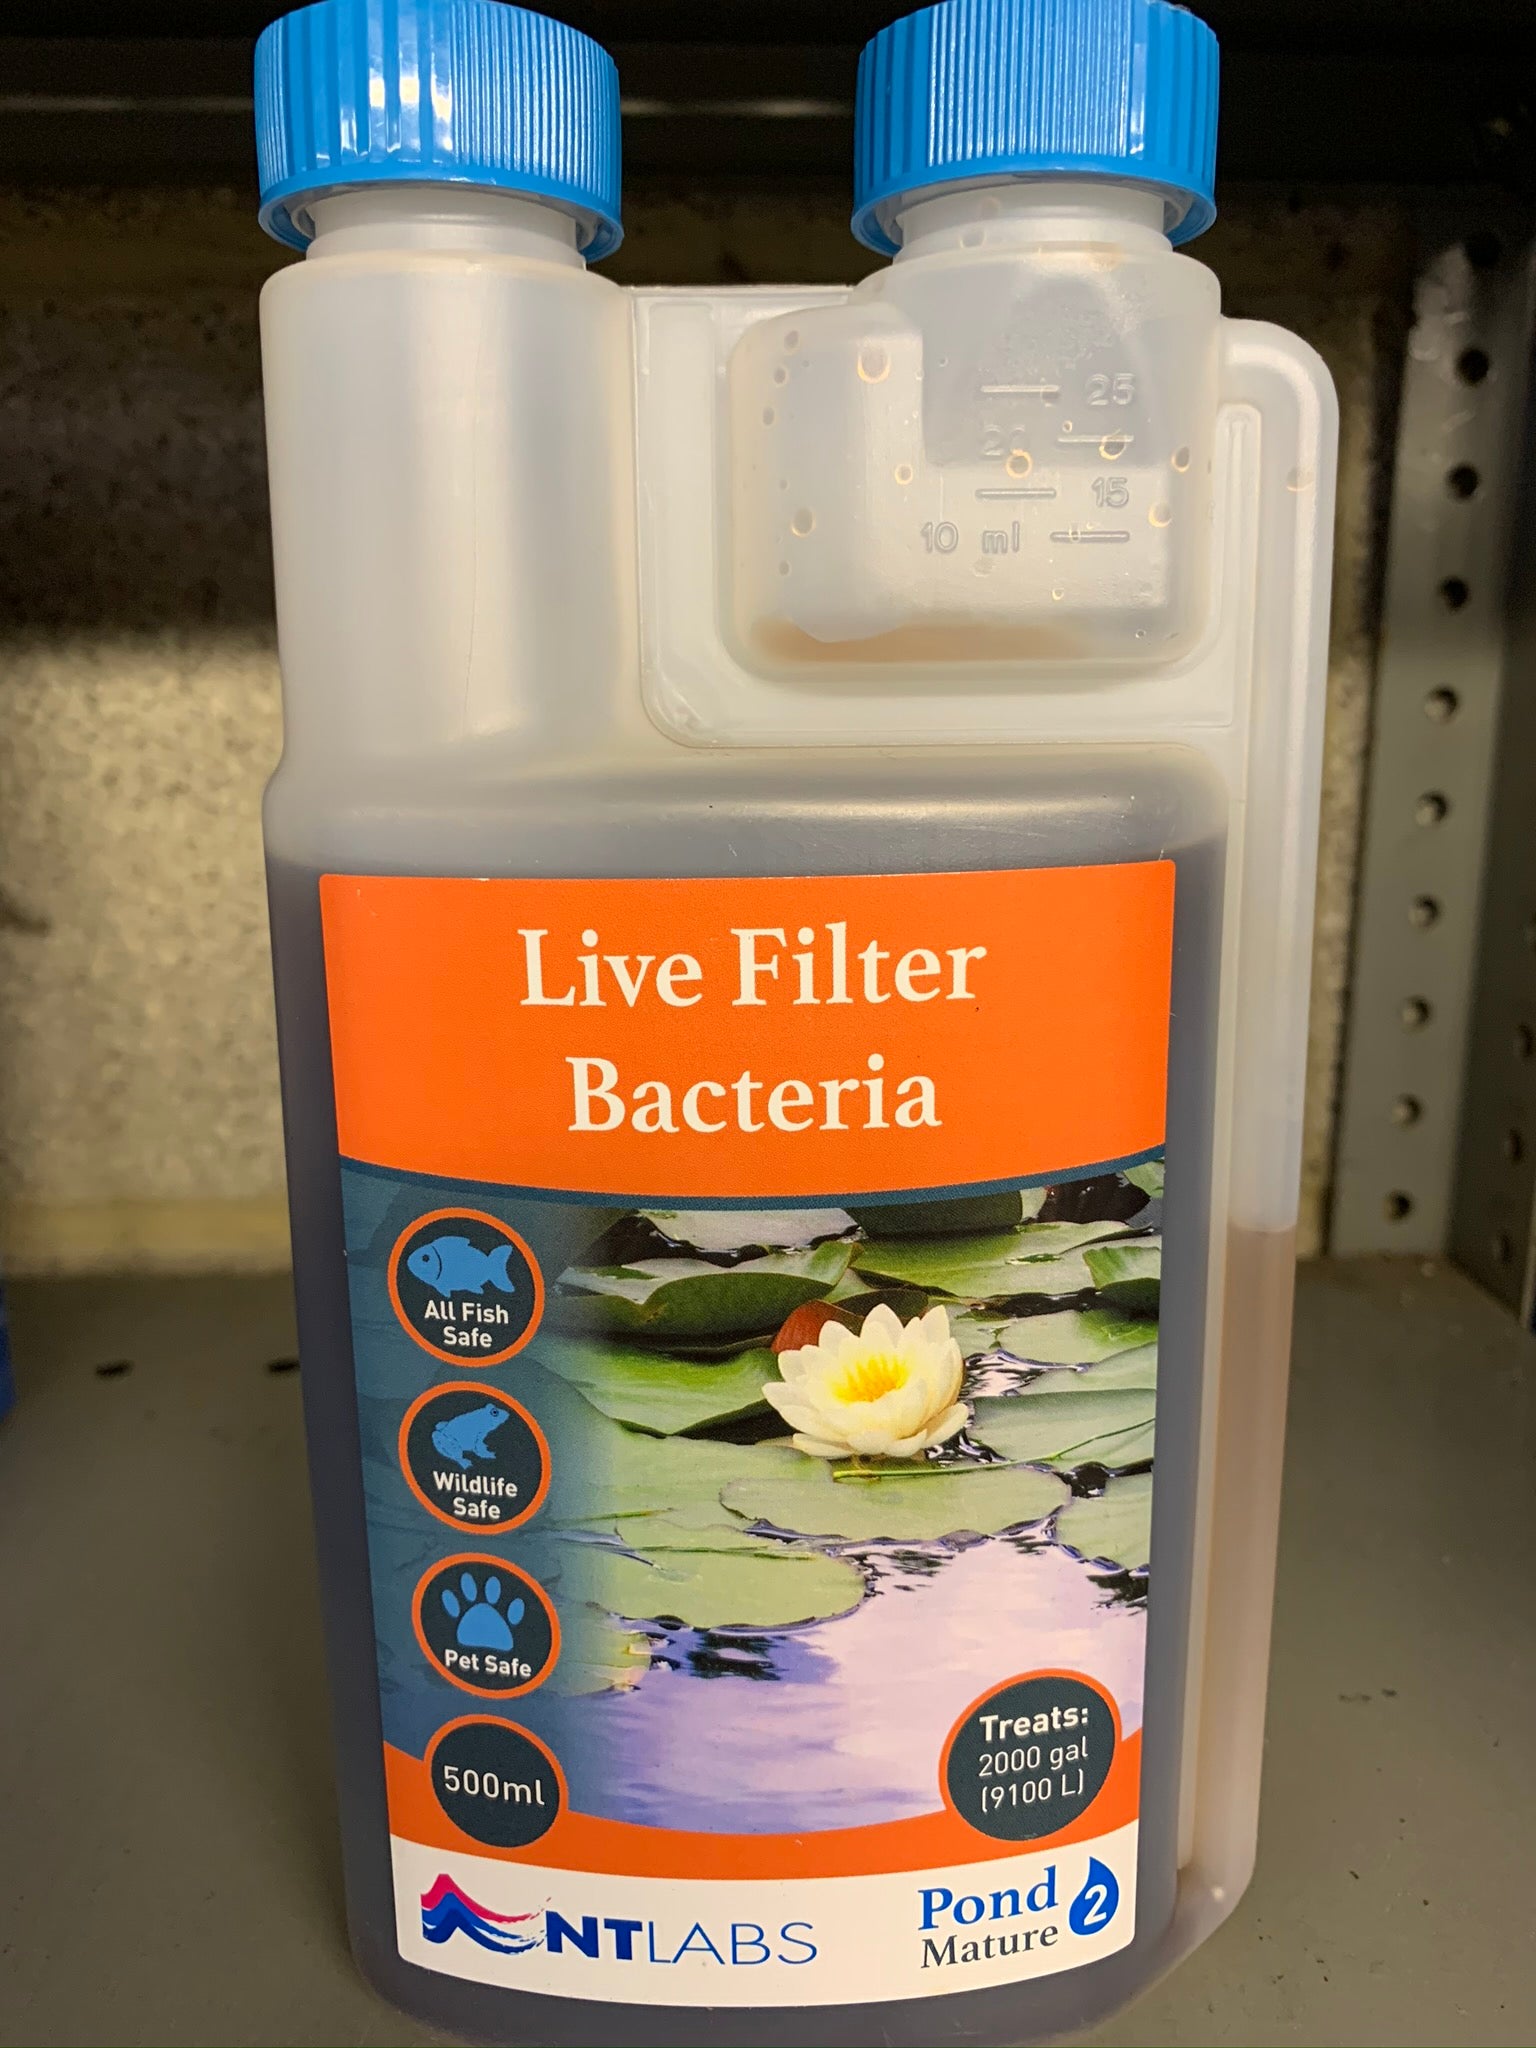 25
20
15
10 ml
Live Filter
Bacteria
All Fish
Safe
Wildlife
Safe
Pet Safe
500ml
Treats:
2000 gal
(9100 L)
NTLABS
Pond 2
Mature